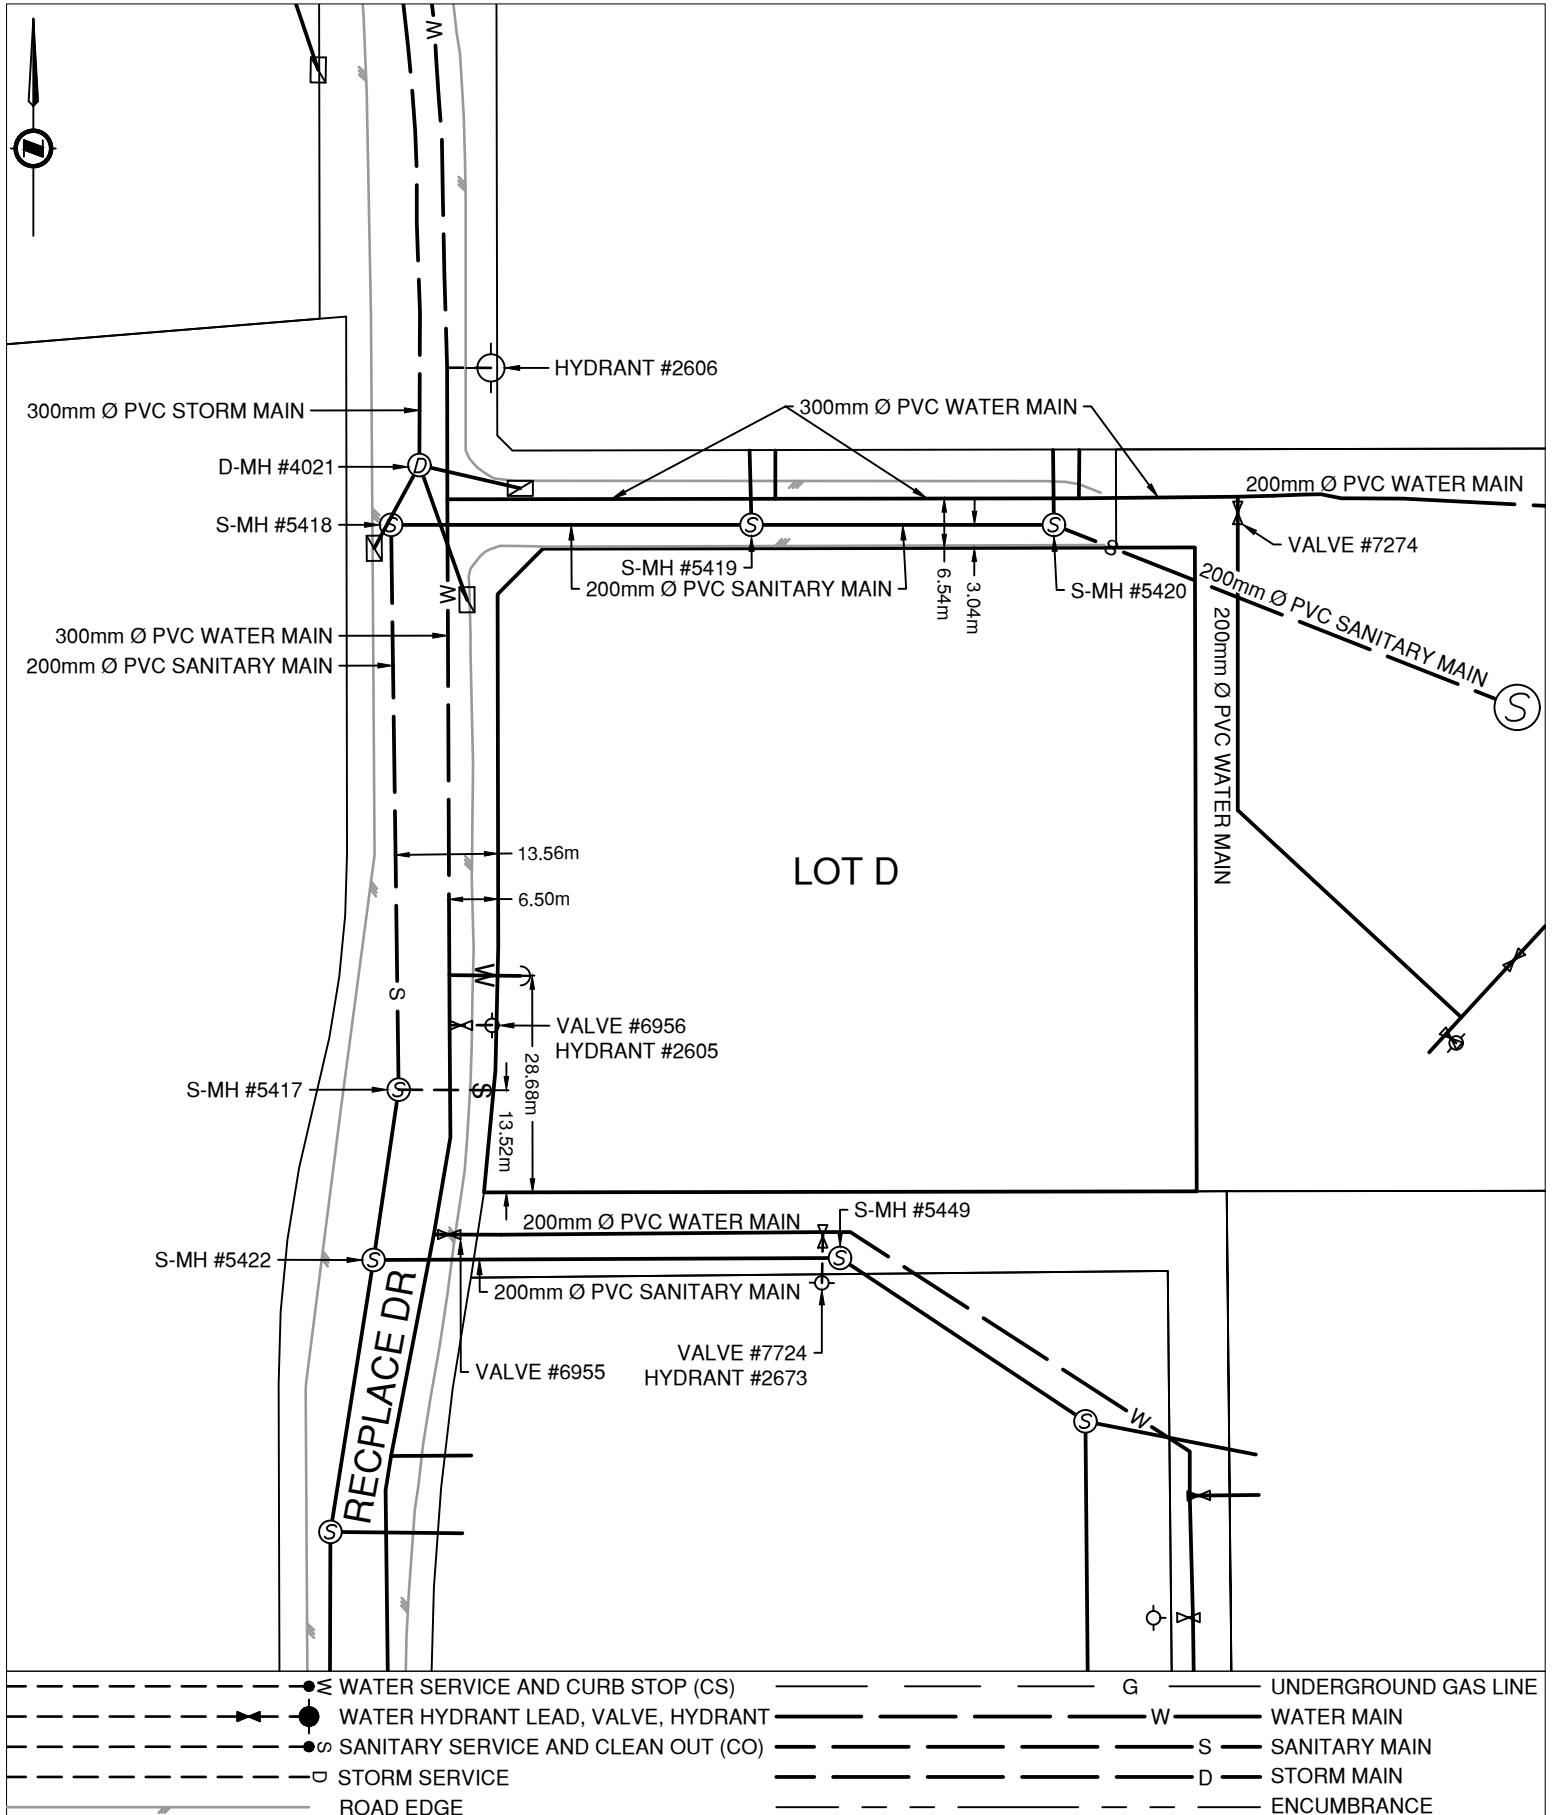 W
HYDRANT #2606
300mm Ø PVC STORM MAIN
300mm Ø PVC WATER MAIN
D-MH #4021
D
200mm Ø PVC WATER MAIN
S-MH #5418
S
S
S
S
VALVE #7274
S-MH #5419
200mm Ø PVC SANITARY MAIN
S-MH #5420
6.54m
3.04m
W
200mm Ø PVC SANITARY MAIN
300mm Ø PVC WATER MAIN
200mm Ø PVC SANITARY MAIN
200mm Ø PVC WATER MAIN
S
13.56m
LOT D
6.50m
W
S
VALVE #6956
HYDRANT #2605
28.68m
S-MH #5417
S
S
13.52m
S-MH #5449
200mm Ø PVC WATER MAIN
S-MH #5422
S
S
200mm Ø PVC SANITARY MAIN
VALVE #7724
HYDRANT #2673
VALVE #6955
RECPLACE DR
S
W
S
W WATER SERVICE AND CURB STOP (CS)
G UNDERGROUND GAS LINE
WATER HYDRANT LEAD, VALVE, HYDRANT
W WATER MAIN
S SANITARY SERVICE AND CLEAN OUT (CO)
S SANITARY MAIN
D STORM SERVICE
D STORM MAIN
ROAD EDGE
ENCUMBRANCE